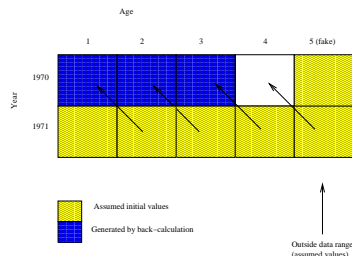 Age
1 2 3 4 5 (fake)
1970
Year
1971
Assumed initial values
Generated by back-calculation
Outside data range
(assumed values)